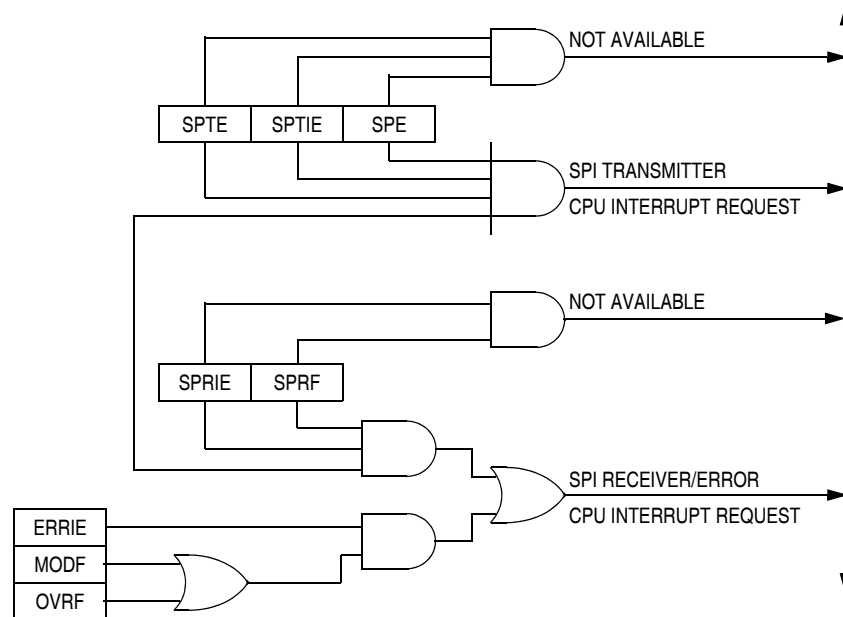 NOT AVAILABLE
SPTE SPTIE SPE
SPI TRANSMITTER
CPU INTERRUPT REQUEST
NOT AVAILABLE
SPRIE SPRF
SPI RECEIVER/ERROR
CPU INTERRUPT REQUEST
ERRIE
MODF
OVRF